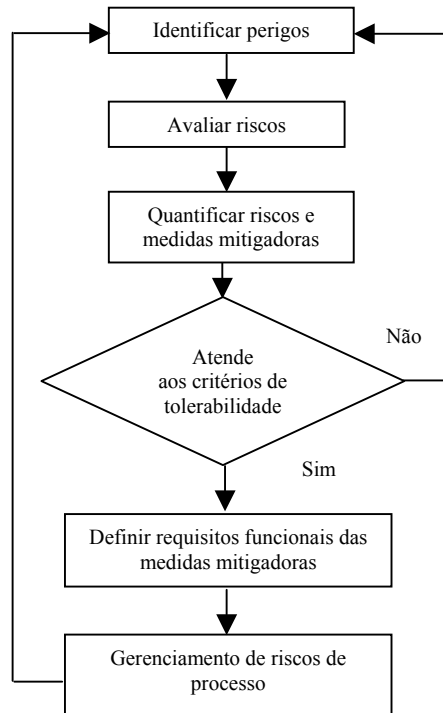 Identificar perigos
Avaliar riscos
Quantificar riscos e
medidas mitigadoras
Não
Atende
aos critérios de
tolerabilidade
Sim
Definir requisitos funcionais das
medidas mitigadoras
Gerenciamento de riscos de
processo